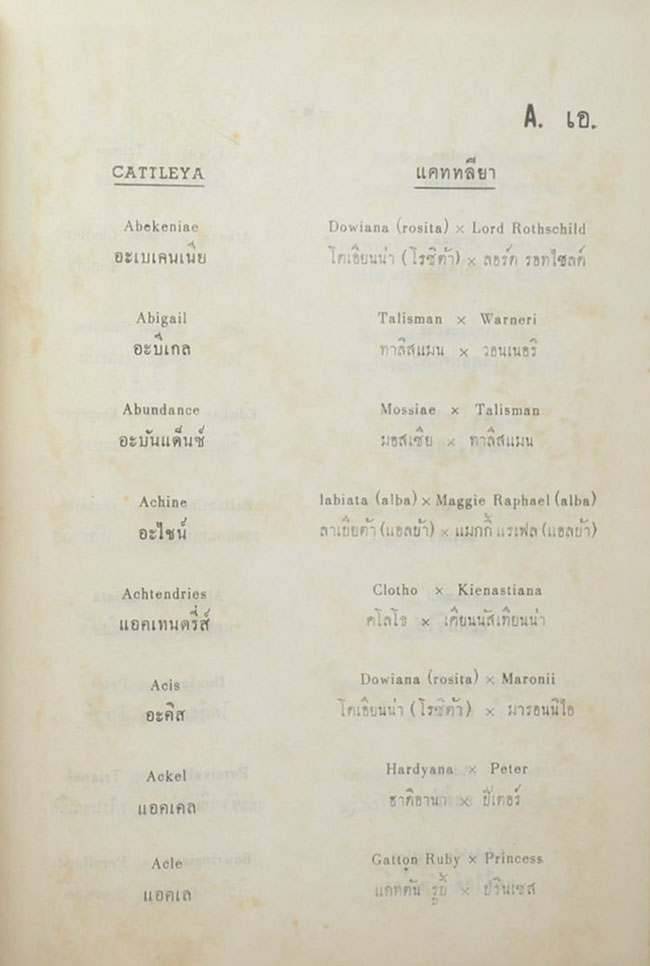 A. เอ.
CATTLEYA แคททลียา
Abekeniae Dowiana (rosita) × Lord Rothschild
อะเบเคนเนีย โดเอียนน่า (โรซิต้า) × ลอร์ด รอทไชลด์
Abigail Talisman × Warneri
อะบีเกล ทาลิสแมน × วอนเนอริ
Abundance Mossiae × Talisman
อะบันแด็นซ์ มอสเซีย × ทาลิสแมน
Achine labiata (alba) × Maggie Raphael (alba)
อะไชน์ ลาเบียต้า (แอลบ้า) × แมกกี้ แรเฟล (แอลบ้า)
Achtendries Clotho × Kienastiana
แอคเทนดรี่ส์ คโลโธ × เคียนนัสเทียนน่า
Acis Dowiana (rosita) × Maronii
อะคิส โดเอียนน่า (โรซิต้า) × มารอนนิไอ
Ackel Hardyana × Peter
แอคเคล ฮาดิอาน่า × ปีเตอร์
Acle Gatton Ruby × Princess
แอคเล แกทต้อน รูบี้ × ปรินเซส